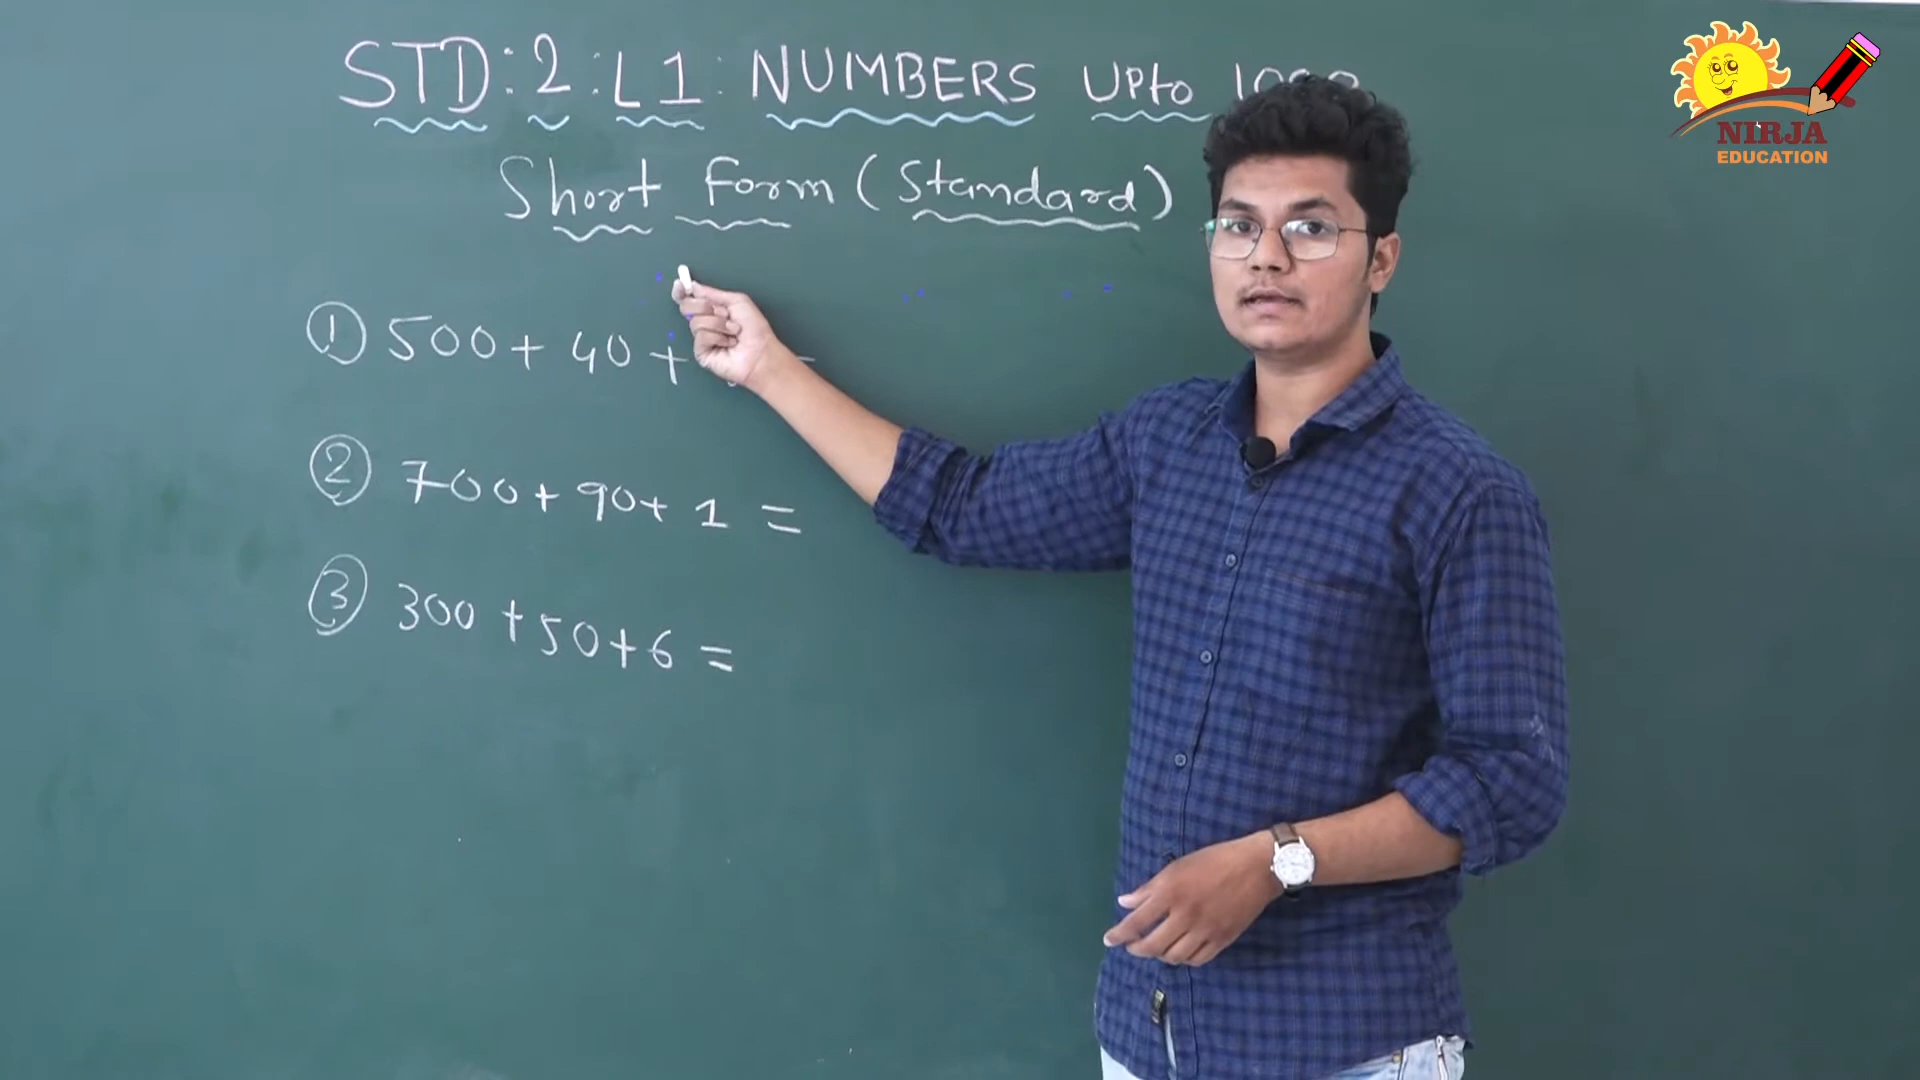 STD: 2 : L 1: NUMBERS UPto
Short Form (Standard)
① 500 + 40 +
② 700 + 90 + 1 =
③ 300 + 50 + 6 =
NIRJA
EDUCATION